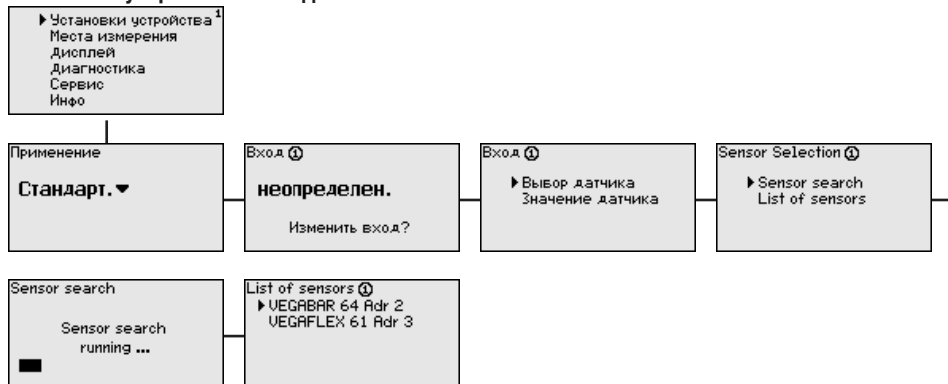 ▶Установки устройства 1
Места измерения
Дисплей
Диагностика
Сервис
Инфо
Применение
Стандарт.▼
Вход ①
неопределен.
Изменить вход?
Вход ①
▶Выбор датчика
Значение датчика
Sensor Selection ①
▶Sensor search
List of sensors
Sensor search
Sensor search
running ...
List of sensors ①
▶VEGABAR 64 Adr 2
VEGAFLEX 61 Adr 3